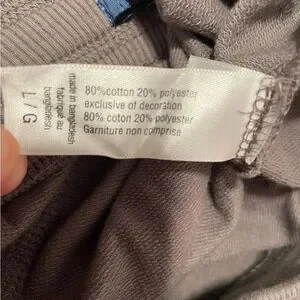 80%cotton 20% polyester
exclusive of decoration
80% coton 20% polyester
Garniture non comprise
made in bangladesh
fabriqué au
bangladesh
L / G